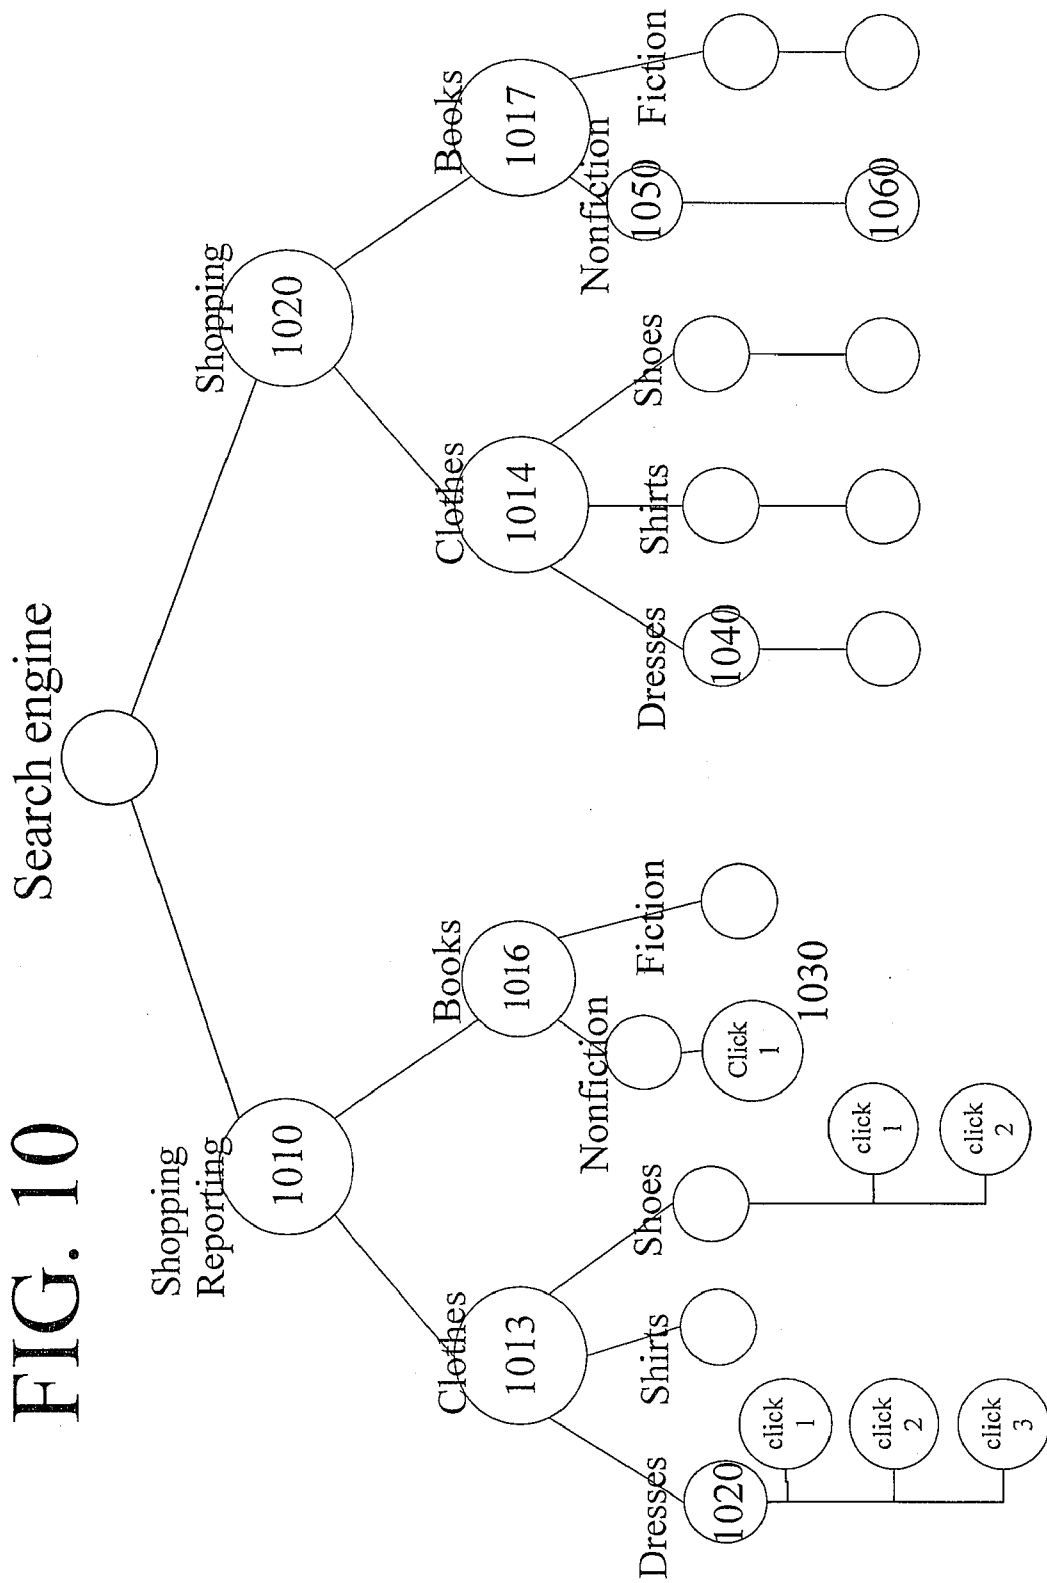 FIG. 10
Search engine
Shopping
Reporting
1010
Shopping
1020
Clothes
1013
Books
1016
Clothes
1014
Books
1017
Dresses
1020
Shirts
Shoes
Nonfiction
Fiction
Dresses
1040
Shirts
Shoes
Nonfiction
1050
Fiction
click
1
click
2
click
3
click
1
click
2
Click
1
1030
1060